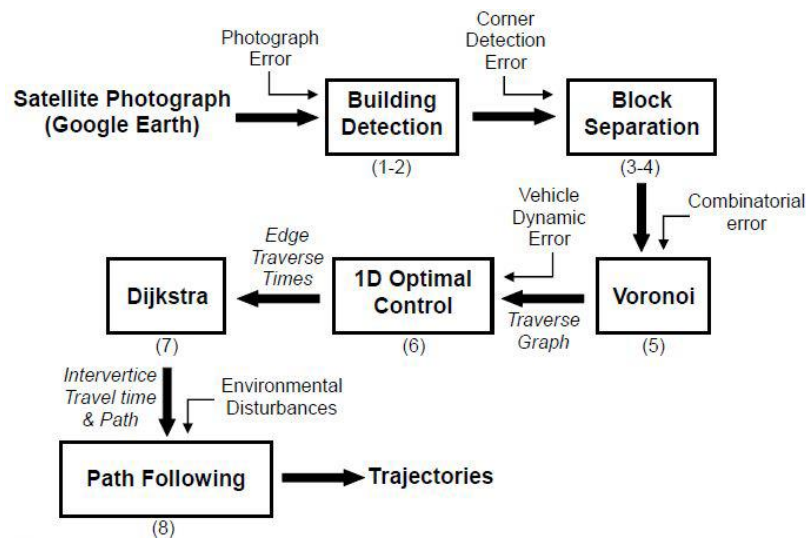 Photograph
Error
Corner
Detection
Error
Satellite Photograph
(Google Earth)
Building
Detection
(1-2)
Block
Separation
(3-4)
Vehicle
Dynamic
Error
Combinatorial
error
Edge
Traverse
Times
Dijkstra
(7)
1D Optimal
Control
(6)
Traverse
Graph
Voronoi
(5)
Intervertice
Travel time
& Path
Environmental
Disturbances
Path Following
(8)
Trajectories